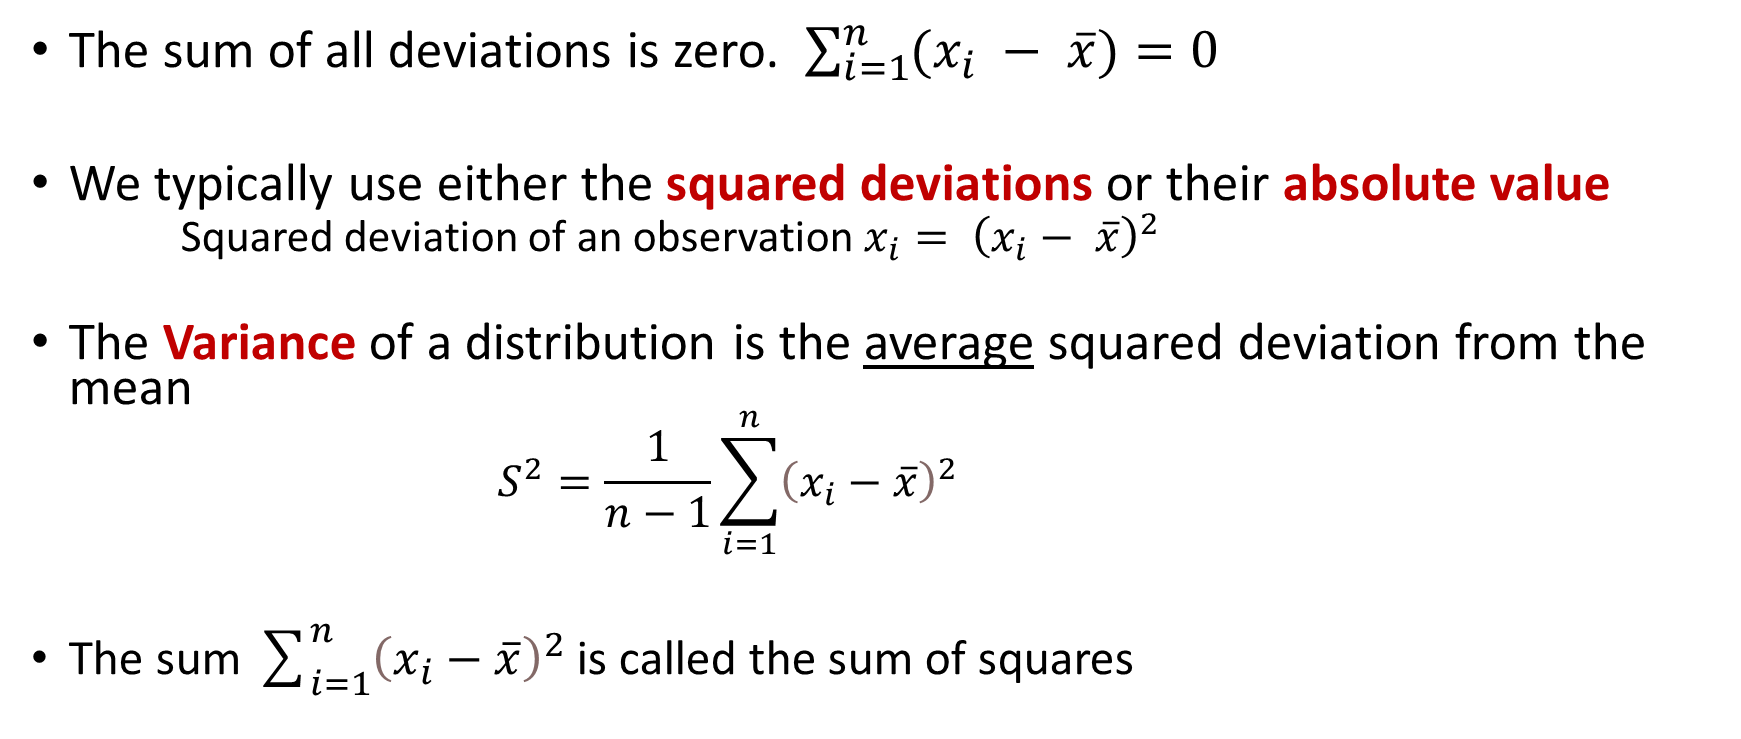 • The sum of all deviations is zero. ∑ⁿᵢ₌₁(xᵢ − x̄) = 0
• We typically use either the squared deviations or their absolute value
Squared deviation of an observation xᵢ = (xᵢ − x̄)²
• The Variance of a distribution is the average squared deviation from the
mean
S² = 1/(n − 1) ∑ⁿᵢ₌₁(xᵢ − x̄)²
• The sum ∑ⁿᵢ₌₁(xᵢ − x̄)² is called the sum of squares